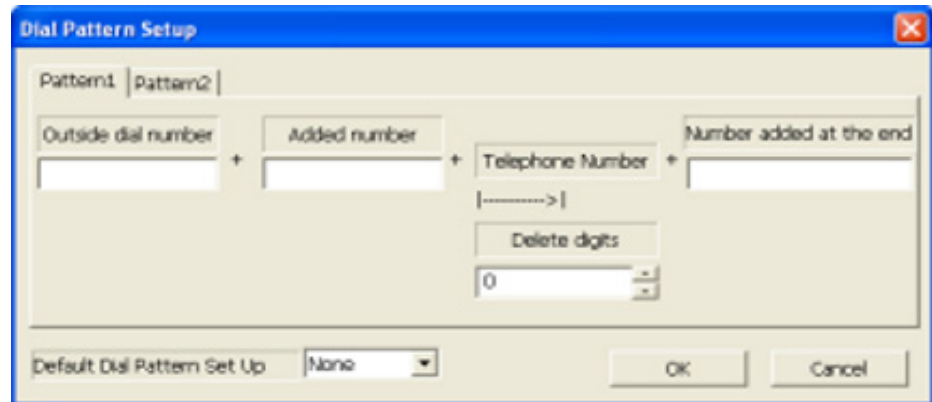 Dial Pattern Setup
Pattern1 Pattern2
Outside dial number + Added number + Telephone Number + Number added at the end
|----------->|
Delete digits
0
Default Dial Pattern Set Up None OK Cancel